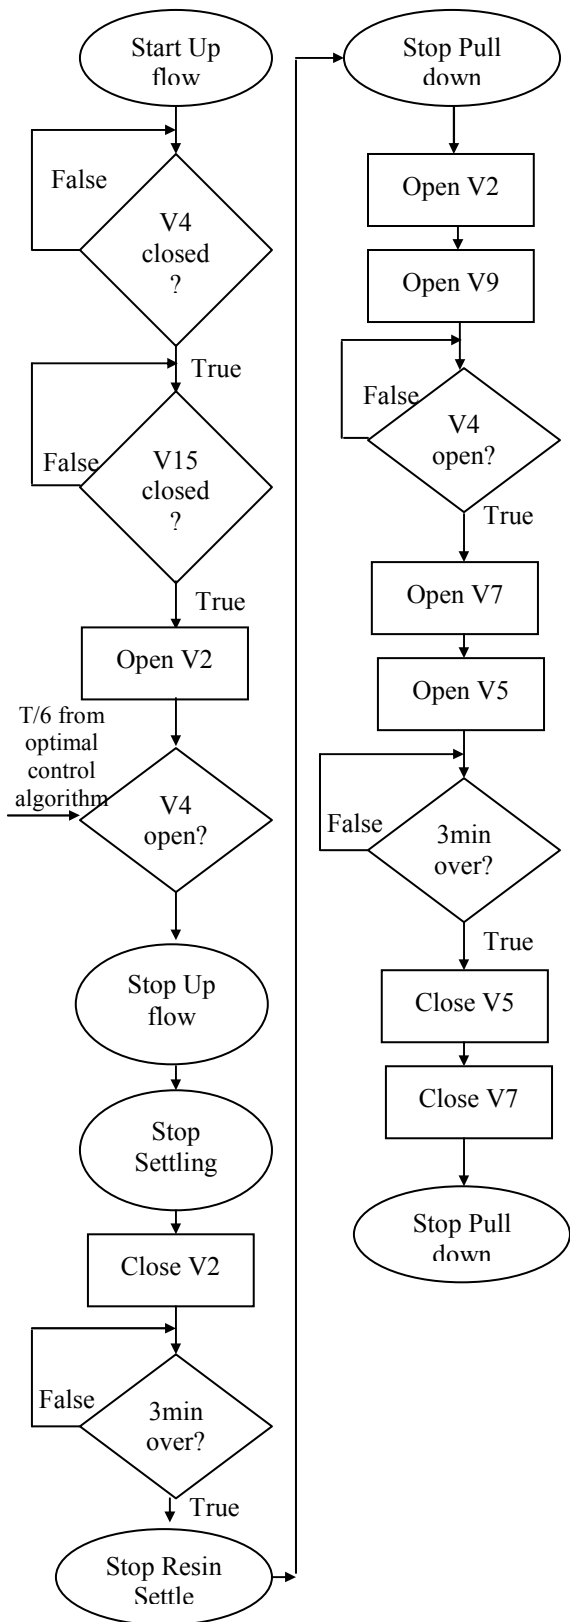 Start Up
flow
False
V4
closed
?
True
False
V15
closed
?
True
Open V2
T/6 from
optimal
control
algorithm
V4
open?
Stop Up
flow
Stop
Settling
Close V2
False
3min
over?
True
Stop Resin
Settle
Stop Pull
down
Open V2
Open V9
False
V4
open?
True
Open V7
Open V5
False
3min
over?
True
Close V5
Close V7
Stop Pull
down